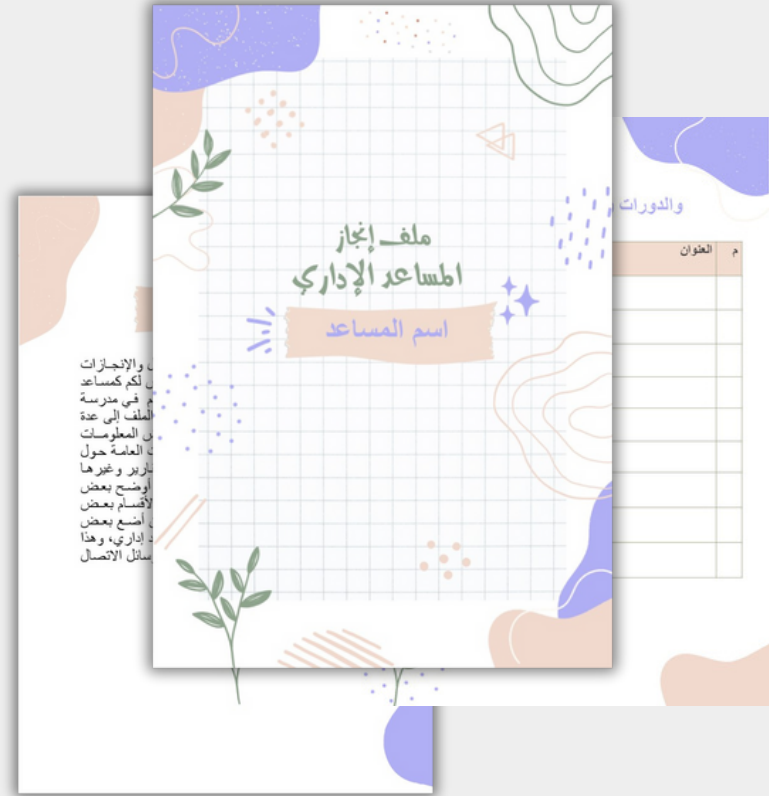 ملف إنجاز
المساعد الإداري
اسم المساعد
والدورات
م العنوان
والإنجازات
لكم كمساعد
في مدرسة
الملف إلى عدة
المعلومات
العامة حول
وغيرها
أوضح بعض
الأقسام بعض
أضع بعض
إداري، وهذا
الاتصال